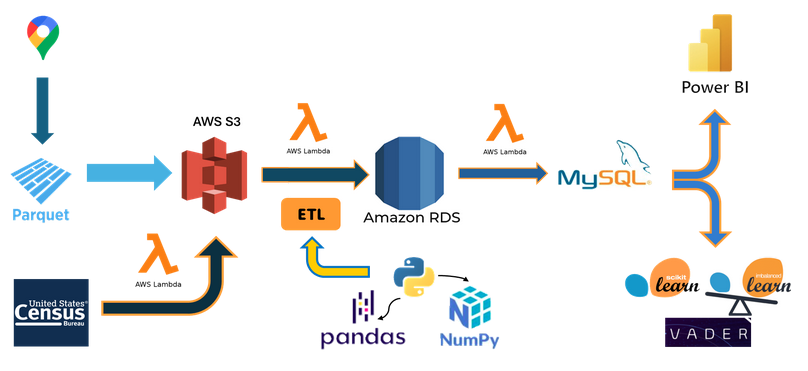 Power BI
AWS S3
AWS Lambda
AWS Lambda
MySQL®
Parquet
ETL
Amazon RDS
AWS Lambda
United States®
Census
Bureau
pandas
NumPy
scikit
learn
imbalanced
learn
VADER